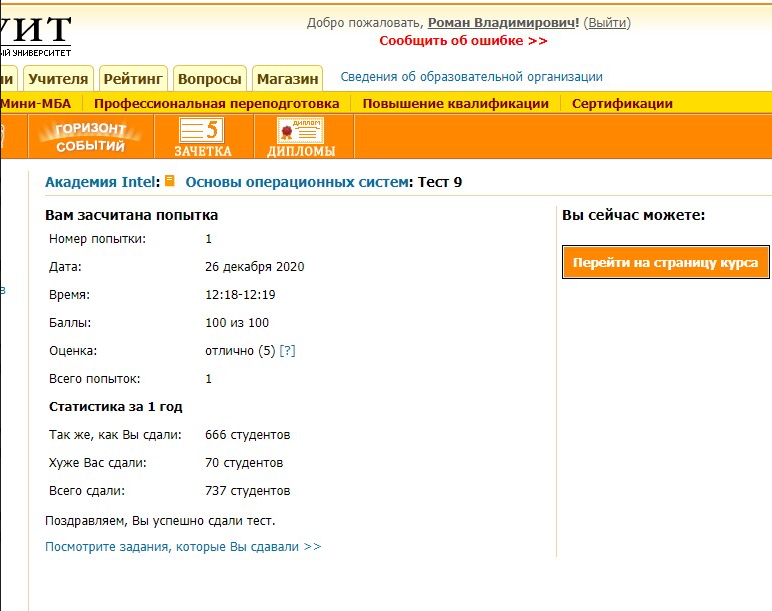 УИТ
ЫЙ УНИВЕРСИТЕТ
Добро пожаловать, Роман Владимирович! (Выйти)
Сообщить об ошибке >>
ии Учителя Рейтинг Вопросы Магазин Сведения об образовательной организации
Мини-МБА Профессиональная переподготовка Повышение квалификации Сертификации
ГОРИЗОНТ СОБЫТИЙ
5 ЗАЧЕТКА
ДИПЛОМ ДИПЛОМЫ
Академия Intel: Основы операционных систем: Тест 9
Вам засчитана попытка
Номер попытки: 1
Дата: 26 декабря 2020
Время: 12:18-12:19
Баллы: 100 из 100
Оценка: отлично (5) [?]
Всего попыток: 1
Статистика за 1 год
Так же, как Вы сдали: 666 студентов
Хуже Вас сдали: 70 студентов
Всего сдали: 737 студентов
Поздравляем, Вы успешно сдали тест.
Посмотрите задания, которые Вы сдавали >>
в
Вы сейчас можете:
Перейти на страницу курса